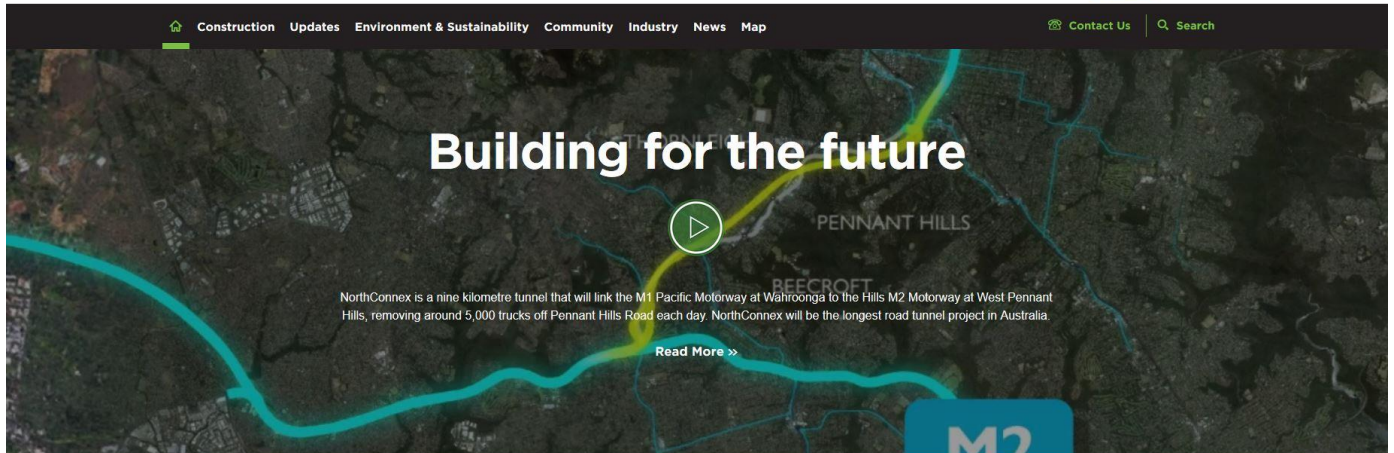 Construction Updates Environment & Sustainability Community Industry News Map Contact Us Search
THORNLEIGH
Building for the future
PENNANT HILLS
BEECROFT
NorthConnex is a nine kilometre tunnel that will link the M1 Pacific Motorway at Wahroonga to the Hills M2 Motorway at West Pennant
Hills, removing around 5,000 trucks off Pennant Hills Road each day. NorthConnex will be the longest road tunnel project in Australia.
Read More »
M2